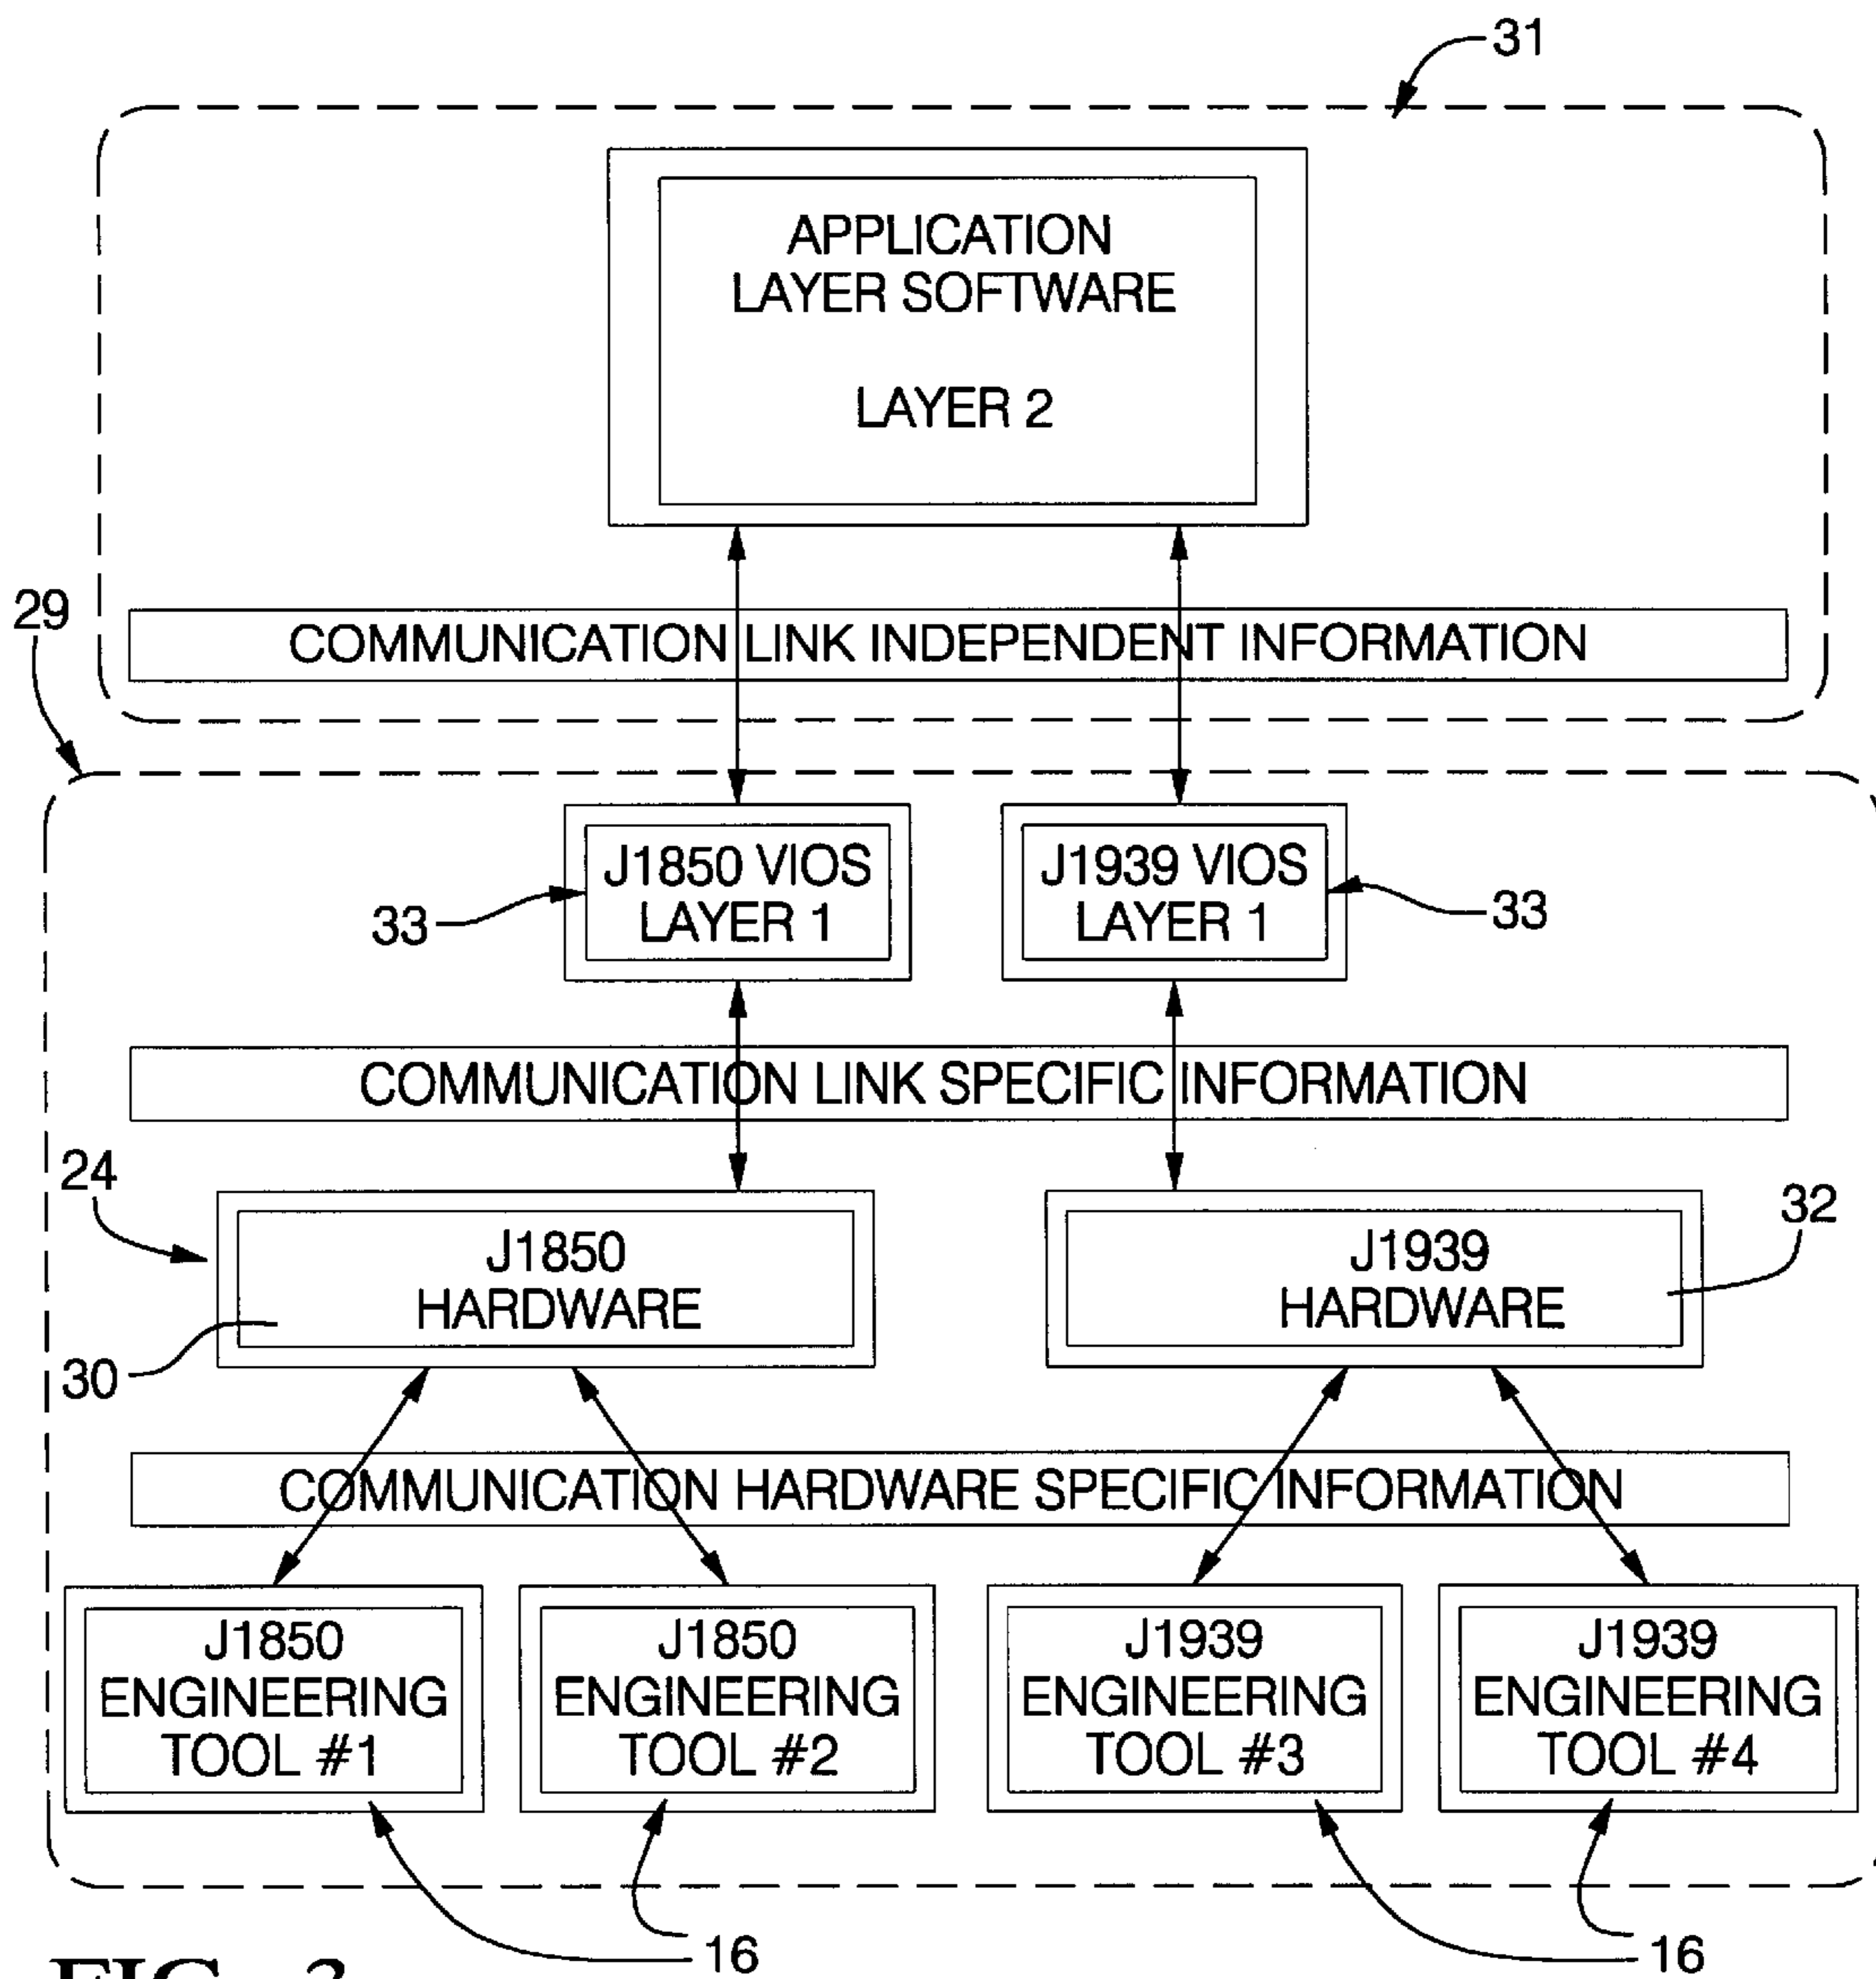 31
APPLICATION
LAYER SOFTWARE
LAYER 2
29
COMMUNICATION LINK INDEPENDENT INFORMATION
J1850 VIOS
LAYER 1
J1939 VIOS
LAYER 1
33
33
COMMUNICATION LINK SPECIFIC INFORMATION
24
J1850
HARDWARE
J1939
HARDWARE
32
30
COMMUNICATION HARDWARE SPECIFIC INFORMATION
J1850
ENGINEERING
TOOL #1
J1850
ENGINEERING
TOOL #2
J1939
ENGINEERING
TOOL #3
J1939
ENGINEERING
TOOL #4
16
16
FIG. 3